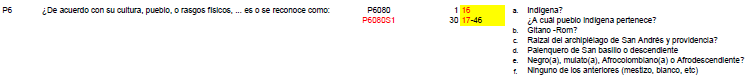 P6 ¿De acuerdo con su cultura, pueblo, o rasgos físicos, ... es o se reconoce como: P6080 1 16 a. Indígena?
P6080S1 30 17-46 ¿A cuál pueblo indígena pertenece?
b. Gitano -Rom?
c. Raizal del archipiélago de San Andrés y providencia?
d. Palenquero de San basilio o descendiente
e. Negro(a), mulato(a), Afrocolombiano(a) o Afrodescendiente?
f. Ninguno de los anteriores (mestizo, blanco, etc)